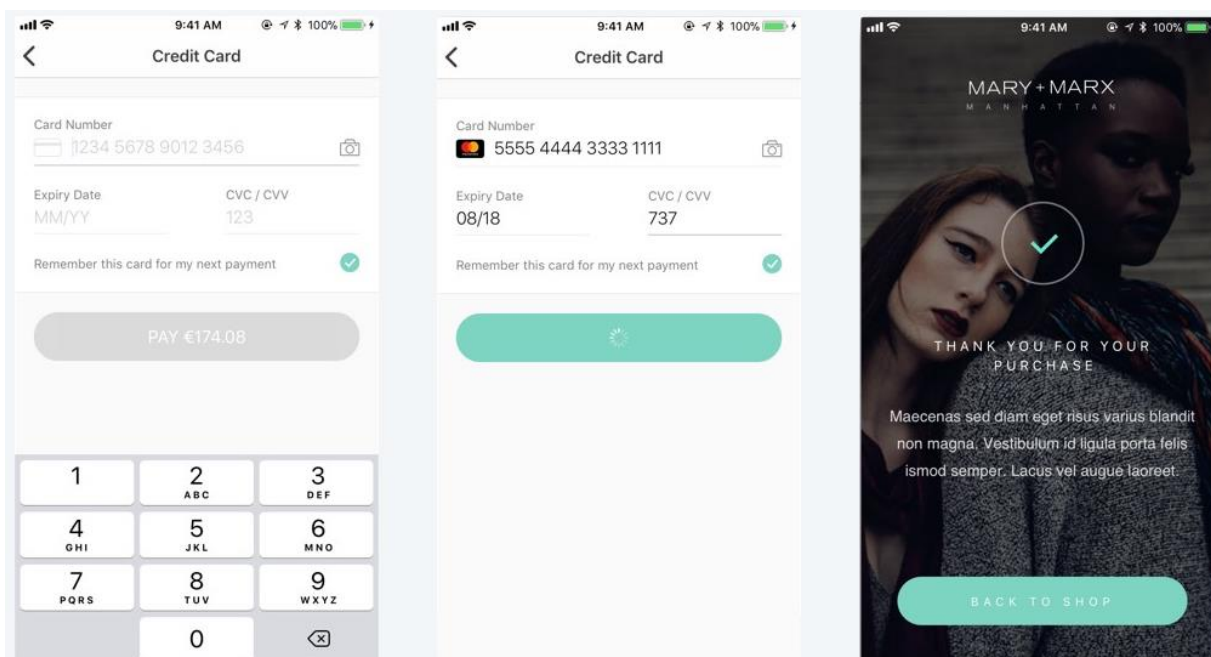 9:41 AM 100%
Credit Card
Card Number
1234 5678 9012 3456
Expiry Date CVC / CVV
MM/YY 123
Remember this card for my next payment
PAY €174.08
1 2 3
ABC DEF
4 5 6
GHI JKL MNO
7 8 9
PQRS TUV WXYZ
0
9:41 AM 100%
Credit Card
Card Number
5555 4444 3333 1111
Expiry Date CVC / CVV
08/18 737
Remember this card for my next payment
9:41 AM 100%
MARY+MARX
MANHATTAN
THANK YOU FOR YOUR
PURCHASE
Maecenas sed diam eget risus varius blandit
non magna. Vestibulum id ligula porta felis
ismod semper. Lacus vel augue laoreet.
BACK TO SHOP